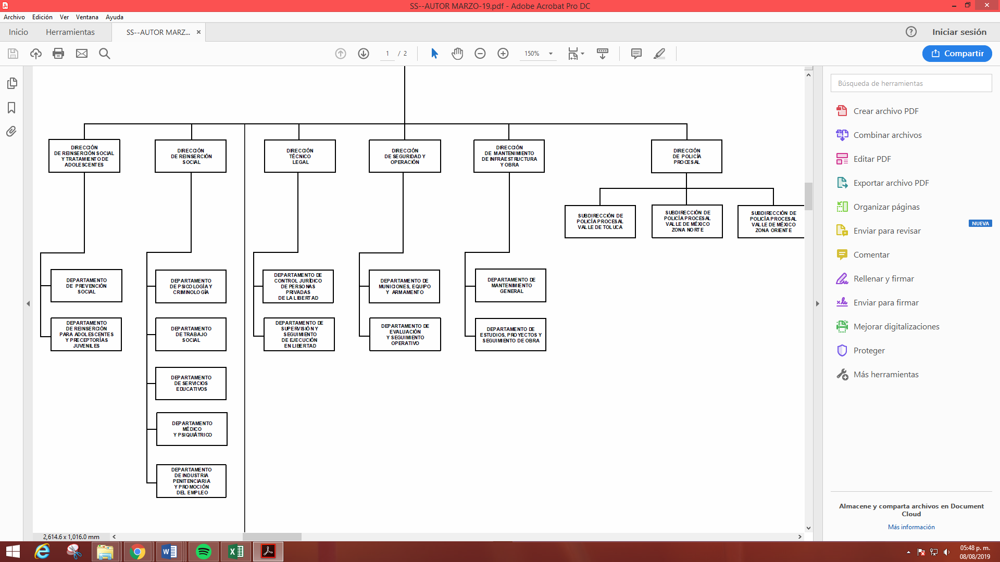 SS--AUTOR MARZO-19.pdf - Adobe Acrobat Pro DC
Archivo Edición Ver Ventana Ayuda
Inicio Herramientas SS--AUTOR MARZ... Iniciar sesión
1 / 2 150% Compartir
DIRECCIÓN
DE REINSERCIÓN SOCIAL
Y TRATAMIENTO DE
ADOLESCENTES
DIRECCIÓN
DE REINSERCIÓN
SOCIAL
DIRECCIÓN
TÉCNICO
LEGAL
DIRECCIÓN
DE SEGURIDAD Y
OPERACIÓN
DIRECCIÓN
DE MANTENIMIENTO
DE INFRAESTRUCTURA
Y OBRA
DIRECCIÓN
DE POLICÍA
PROCESAL
SUBDIRECCIÓN DE
POLICÍA PROCESAL
VALLE DE TOLUCA
SUBDIRECCIÓN DE
POLICÍA PROCESAL
VALLE DE MÉXICO
ZONA NORTE
SUBDIRECCIÓN DE
POLICÍA PROCESAL
VALLE DE MÉXICO
ZONA ORIENTE
DEPARTAMENTO
DE PREVENCIÓN
SOCIAL
DEPARTAMENTO
DE PSICOLOGÍA Y
CRIMINOLOGÍA
DEPARTAMENTO DE
CONTROL JURÍDICO
DE PERSONAS
PRIVADAS
DE LA LIBERTAD
DEPARTAMENTO DE
MUNICIONES, EQUIPO
Y ARMAMENTO
DEPARTAMENTO DE
MANTENIMIENTO
GENERAL
DEPARTAMENTO
DE REINSERCIÓN
PARA ADOLESCENTES
Y PRECEPTORÍAS
JUVENILES
DEPARTAMENTO
DE TRABAJO
SOCIAL
DEPARTAMENTO DE
SUPERVISIÓN Y
SEGUIMIENTO
DE EJECUCIÓN
EN LIBERTAD
DEPARTAMENTO DE
EVALUACIÓN
Y SEGUIMIENTO
OPERATIVO
DEPARTAMENTO DE
ESTUDIOS, PROYECTOS Y
SEGUIMIENTO DE OBRA
DEPARTAMENTO
DE SERVICIOS
EDUCATIVOS
DEPARTAMENTO
MÉDICO
Y PSIQUIÁTRICO
DEPARTAMENTO
DE INDUSTRIA
PENITENCIARIA
Y PROMOCIÓN
DEL EMPLEO
Búsqueda de herramientas
Crear archivo PDF
Combinar archivos
Editar PDF
Exportar archivo PDF
Organizar páginas
NUEVA
Enviar para revisar
Comentar
Rellenar y firmar
Enviar para firmar
Mejorar digitalizaciones
Proteger
Más herramientas
Almacene y comparta archivos en Document
Cloud
Más información
2,614.6 x 1,016.0 mm
05:48 p. m.
08/08/2019